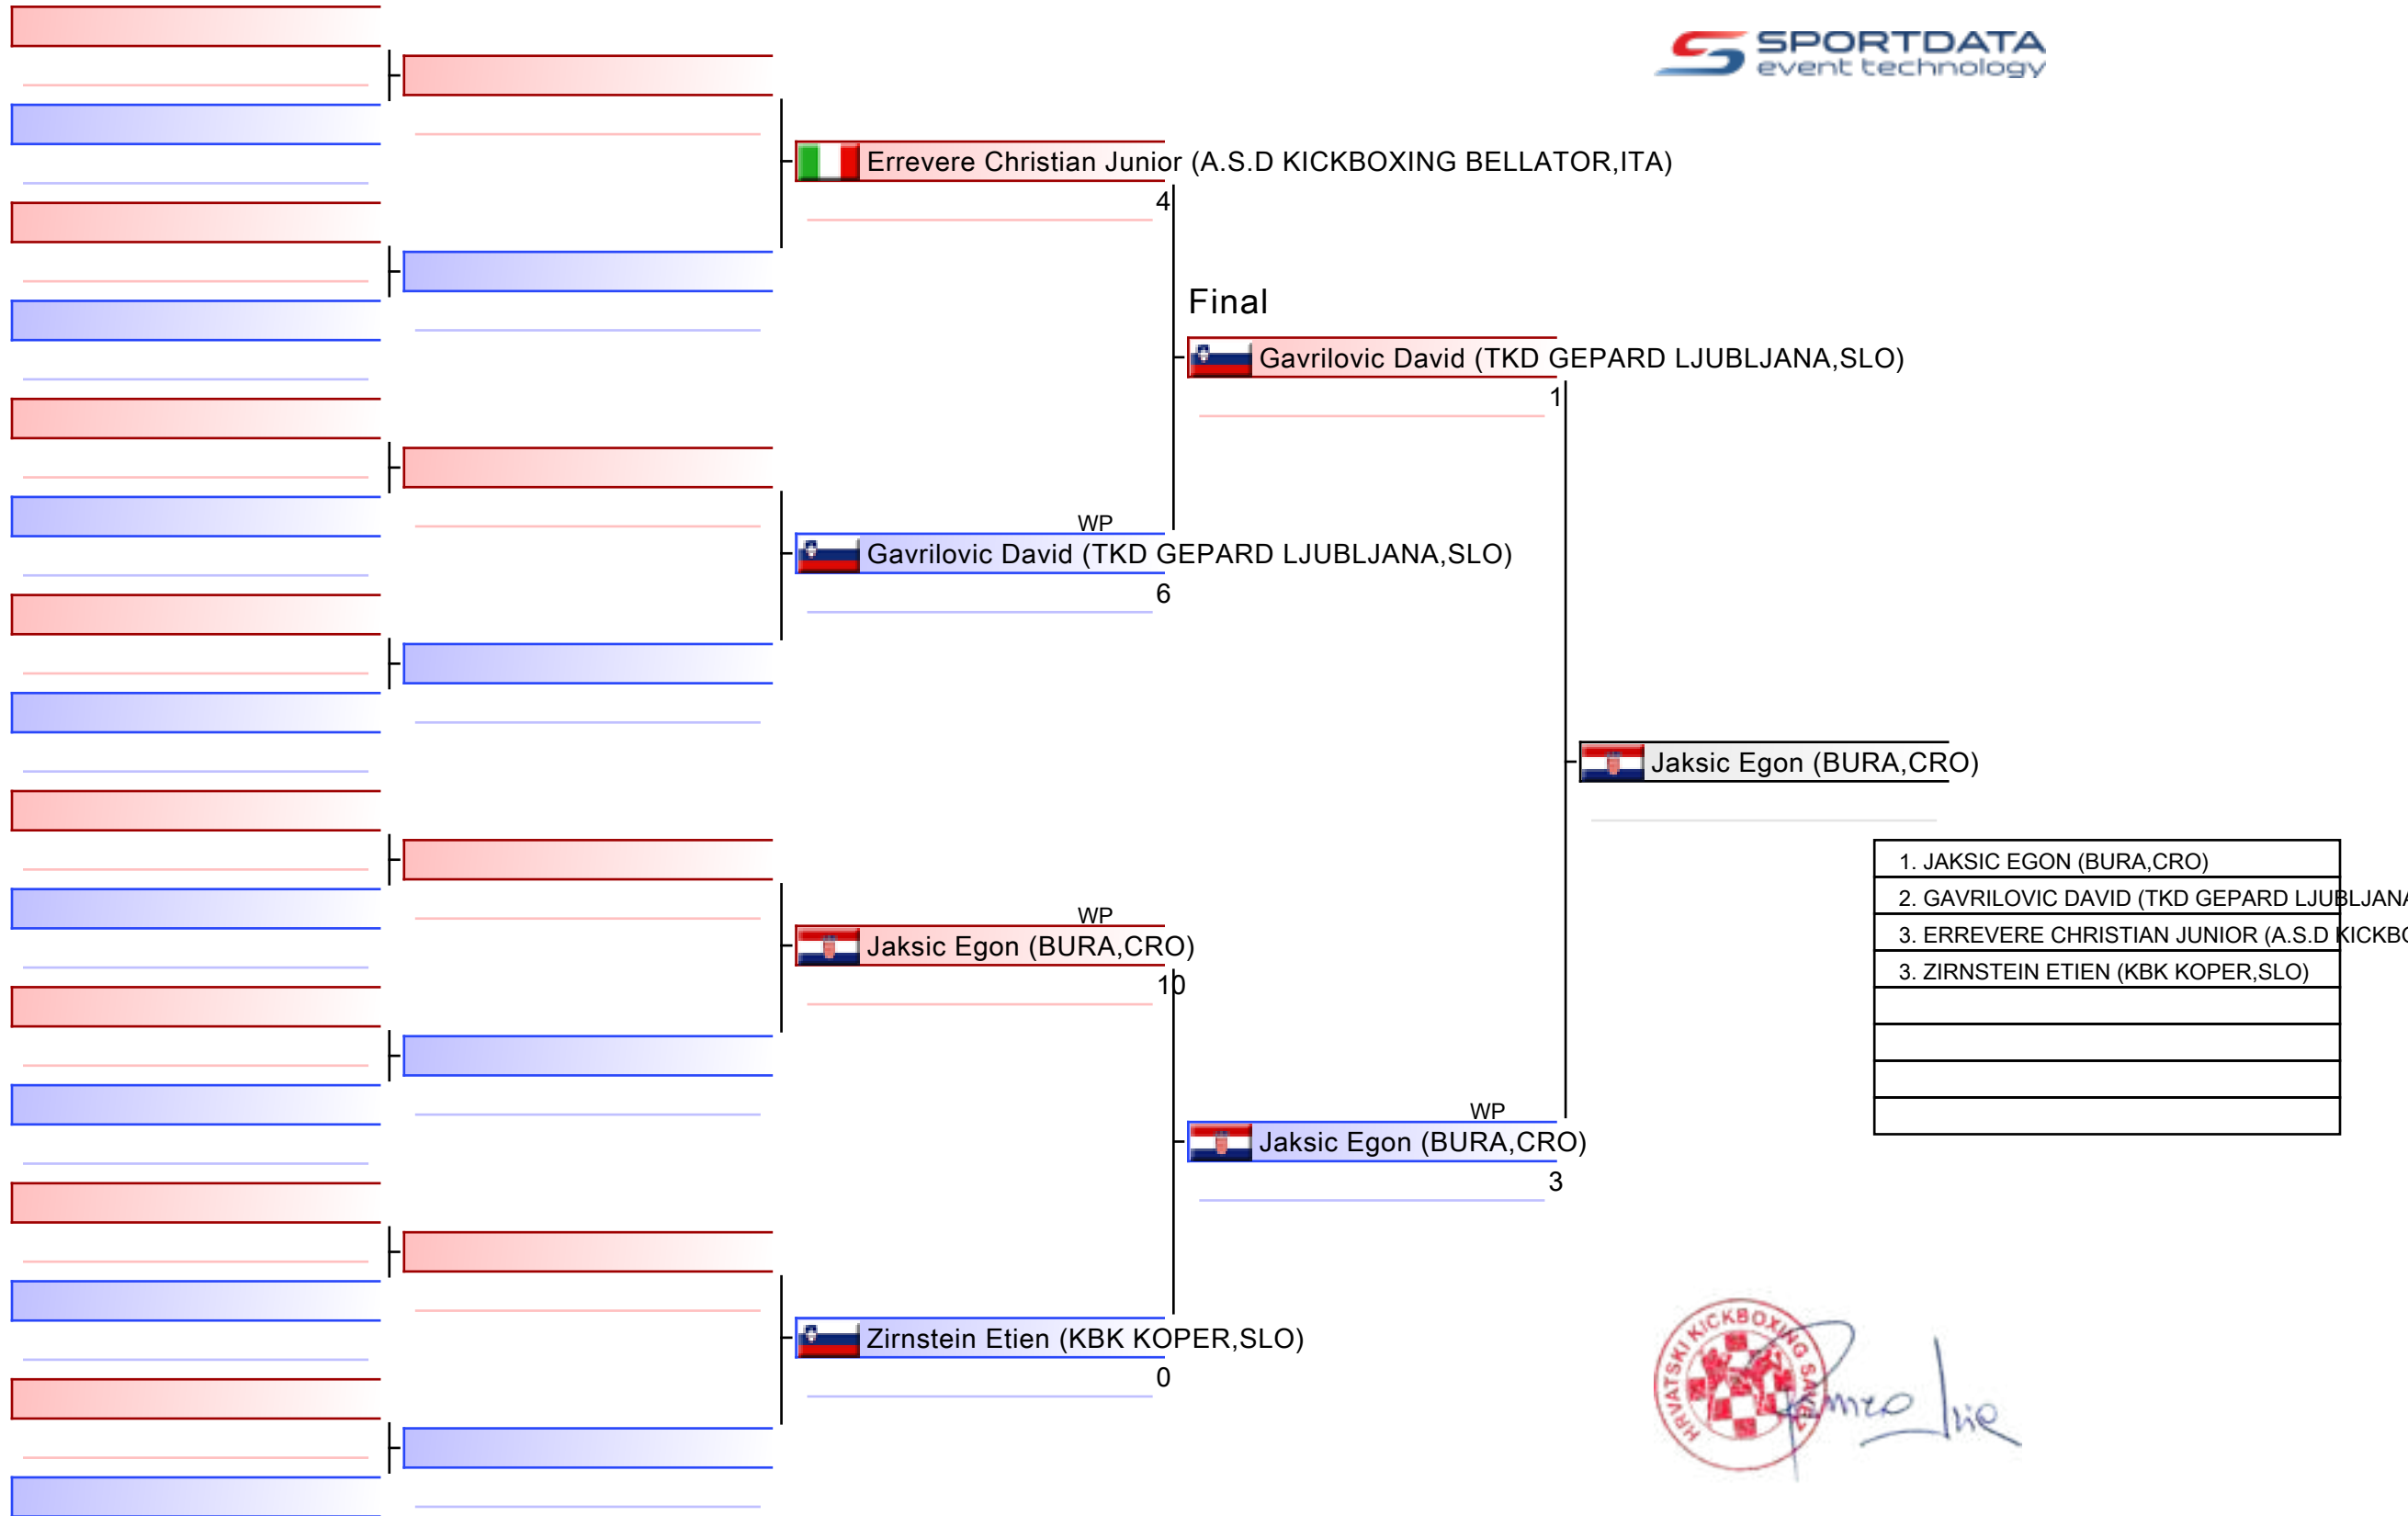 SPORTDATA
event technology
Errevere Christian Junior (A.S.D KICKBOXING BELLATOR,ITA)
4
Final
Gavrilovic David (TKD GEPARD LJUBLJANA,SLO)
1
WP
Gavrilovic David (TKD GEPARD LJUBLJANA,SLO)
6
Jaksic Egon (BURA,CRO)
1. JAKSIC EGON (BURA,CRO)
2. GAVRILOVIC DAVID (TKD GEPARD LJUBLJANA
3. ERREVERE CHRISTIAN JUNIOR (A.S.D KICKBO
3. ZIRNSTEIN ETIEN (KBK KOPER,SLO)
WP
Jaksic Egon (BURA,CRO)
10
WP
Jaksic Egon (BURA,CRO)
3
Zirnstein Etien (KBK KOPER,SLO)
0
HRVATSKI KICKBOXING SAVEZ